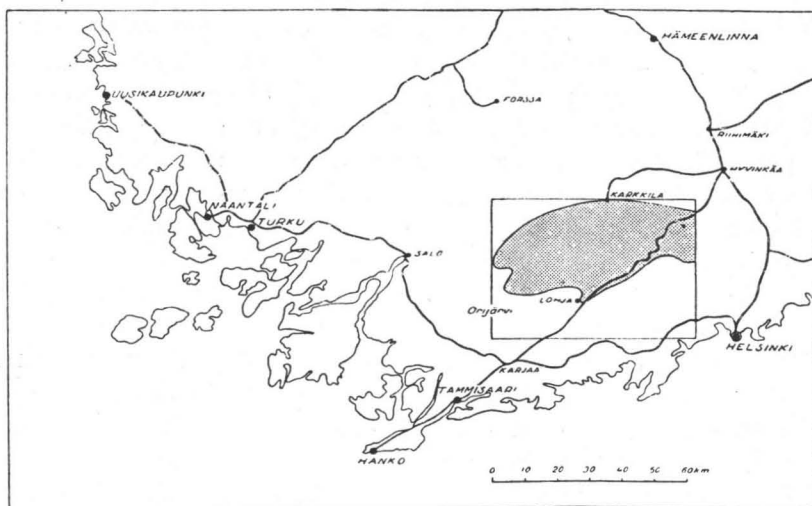 HÄMEENLINNA
UUSIKAUPUNKI
FORSSA
RIIHIMÄKI
HYVINKÄÄ
KARKKILA
NAANTALI
TURKU
SALO
LOHJA
Orijärvi
HELSINKI
KARJAA
TAMMISAARI
HANKO
0 10 20 30 40 50 60 km